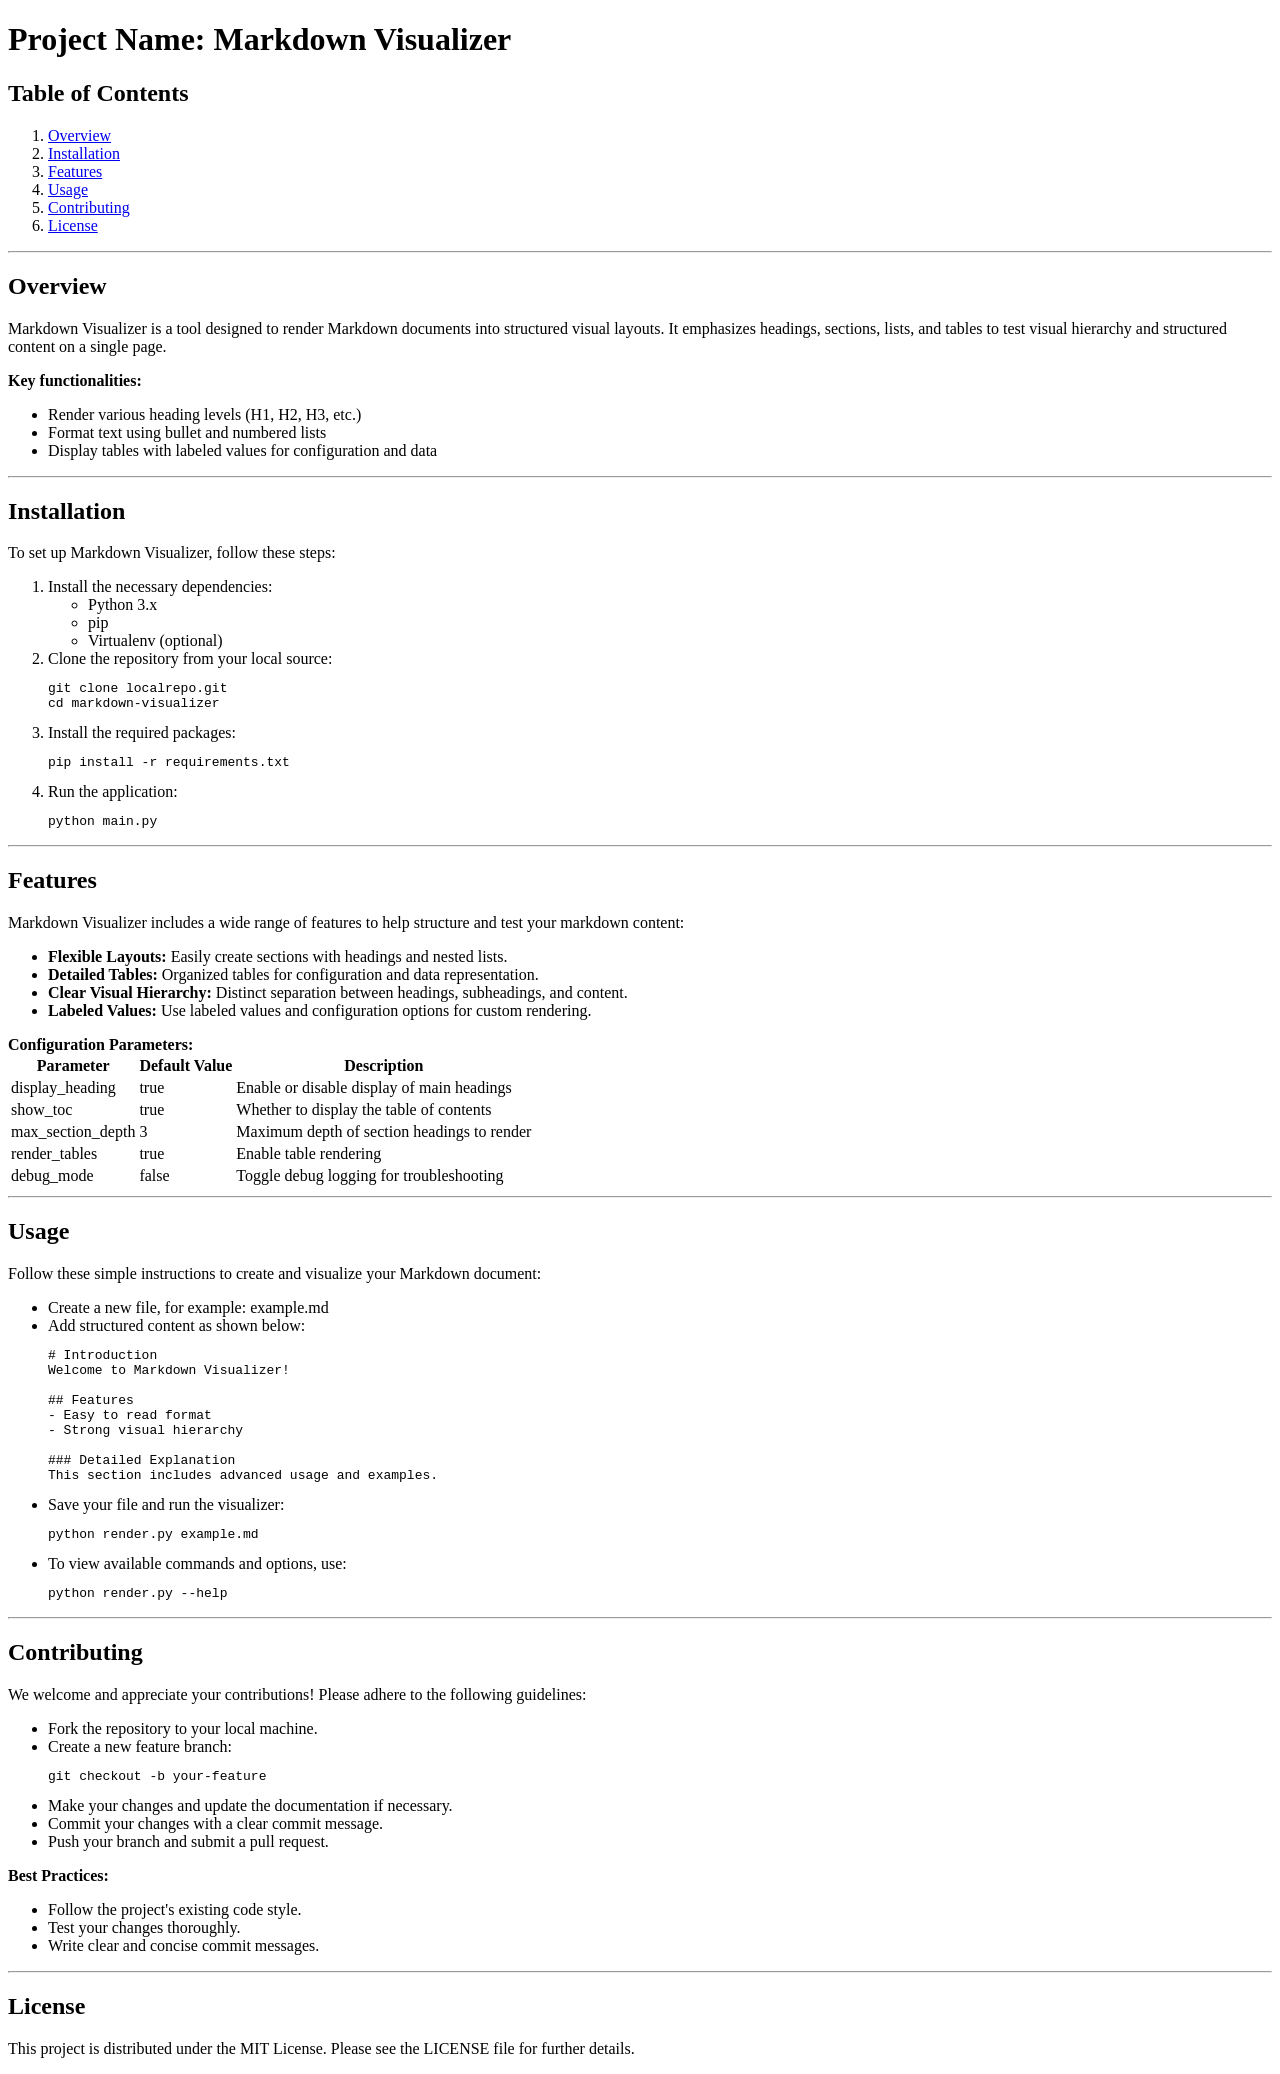 Project Name: Markdown Visualizer
Table of Contents
1. Overview
2. Installation
3. Features
4. Usage
5. Contributing
6. License
Overview
Markdown Visualizer is a tool designed to render Markdown documents into structured visual layouts. It emphasizes headings, sections, lists, and tables to test visual hierarchy and structured
content on a single page.
Key functionalities:
• Render various heading levels (H1, H2, H3, etc.)
• Format text using bullet and numbered lists
• Display tables with labeled values for configuration and data
Installation
To set up Markdown Visualizer, follow these steps:
1. Install the necessary dependencies:
◦ Python 3.x
◦ pip
◦ Virtualenv (optional)
2. Clone the repository from your local source:
git clone localrepo.git
cd markdown-visualizer
3. Install the required packages:
pip install -r requirements.txt
4. Run the application:
python main.py
Features
Markdown Visualizer includes a wide range of features to help structure and test your markdown content:
• Flexible Layouts: Easily create sections with headings and nested lists.
• Detailed Tables: Organized tables for configuration and data representation.
• Clear Visual Hierarchy: Distinct separation between headings, subheadings, and content.
• Labeled Values: Use labeled values and configuration options for custom rendering.
Configuration Parameters:
Parameter Default Value Description
display_heading true Enable or disable display of main headings
show_toc true Whether to display the table of contents
max_section_depth 3 Maximum depth of section headings to render
render_tables true Enable table rendering
debug_mode false Toggle debug logging for troubleshooting
Usage
Follow these simple instructions to create and visualize your Markdown document:
• Create a new file, for example: example.md
• Add structured content as shown below:
# Introduction
Welcome to Markdown Visualizer!
## Features
- Easy to read format
- Strong visual hierarchy
### Detailed Explanation
This section includes advanced usage and examples.
• Save your file and run the visualizer:
python render.py example.md
• To view available commands and options, use:
python render.py --help
Contributing
We welcome and appreciate your contributions! Please adhere to the following guidelines:
• Fork the repository to your local machine.
• Create a new feature branch:
git checkout -b your-feature
• Make your changes and update the documentation if necessary.
• Commit your changes with a clear commit message.
• Push your branch and submit a pull request.
Best Practices:
• Follow the project's existing code style.
• Test your changes thoroughly.
• Write clear and concise commit messages.
License
This project is distributed under the MIT License. Please see the LICENSE file for further details.